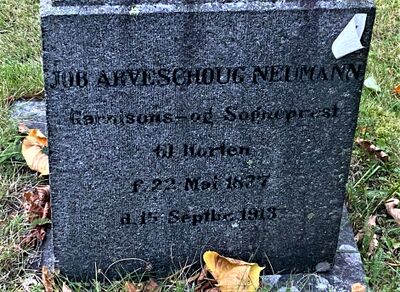 JOB ARVESCHOUG NEUMANN
Garnisons- og Sogneprest
til Horten
f. 22 Mai 1837
d. 15 Septbr. 1913